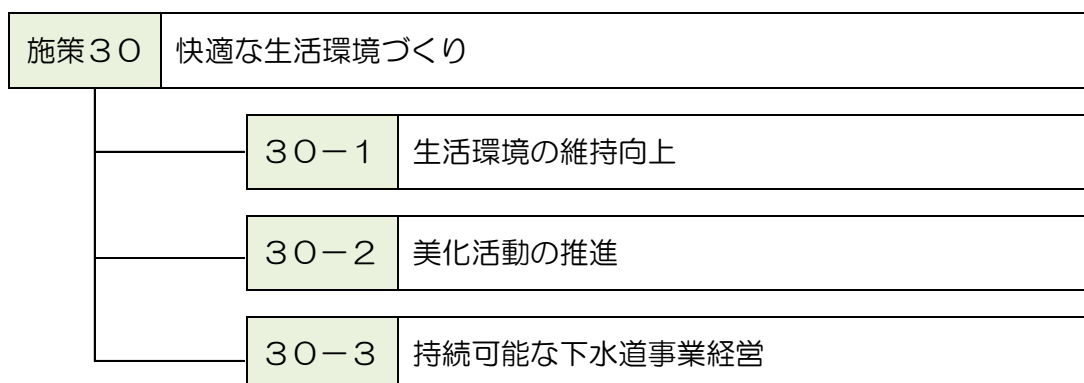 施策３０ 快適な生活環境づくり
３０－１ 生活環境の維持向上
３０－２ 美化活動の推進
３０－３ 持続可能な下水道事業経営